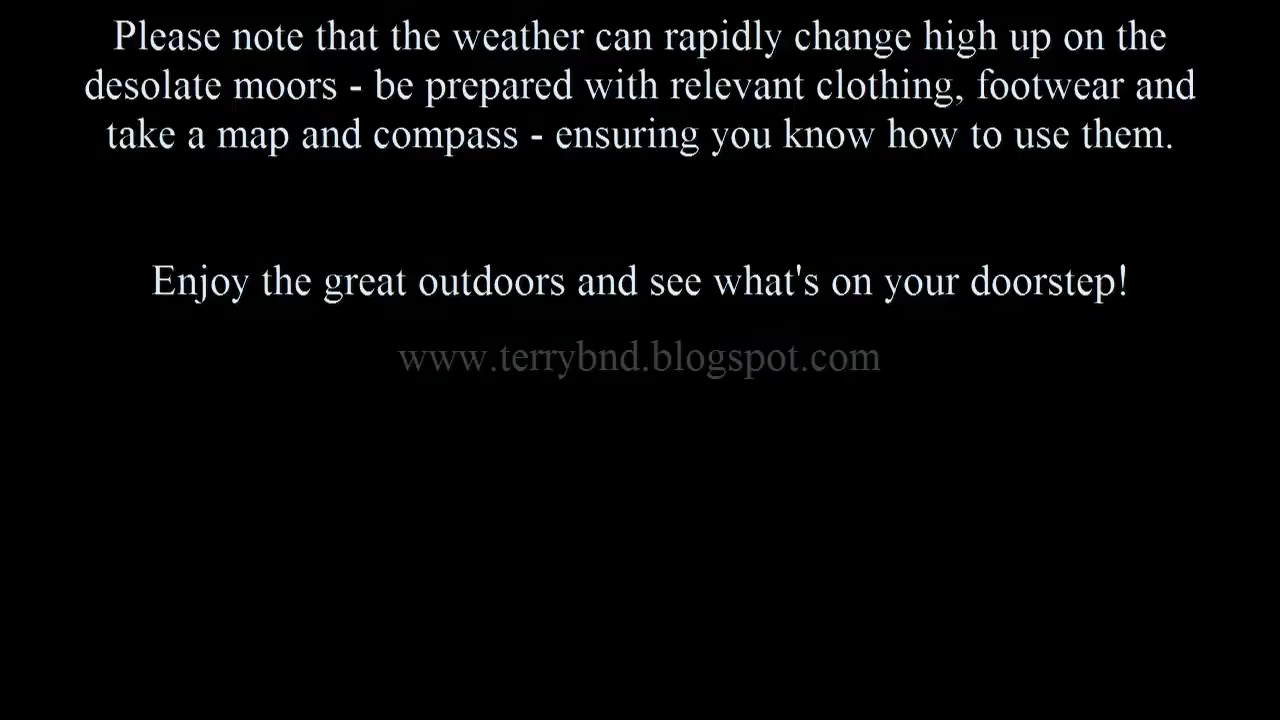 Please note that the weather can rapidly change high up on the
desolate moors - be prepared with relevant clothing, footwear and
take a map and compass - ensuring you know how to use them.
Enjoy the great outdoors and see what's on your doorstep!
www.terrybnd.blogspot.com